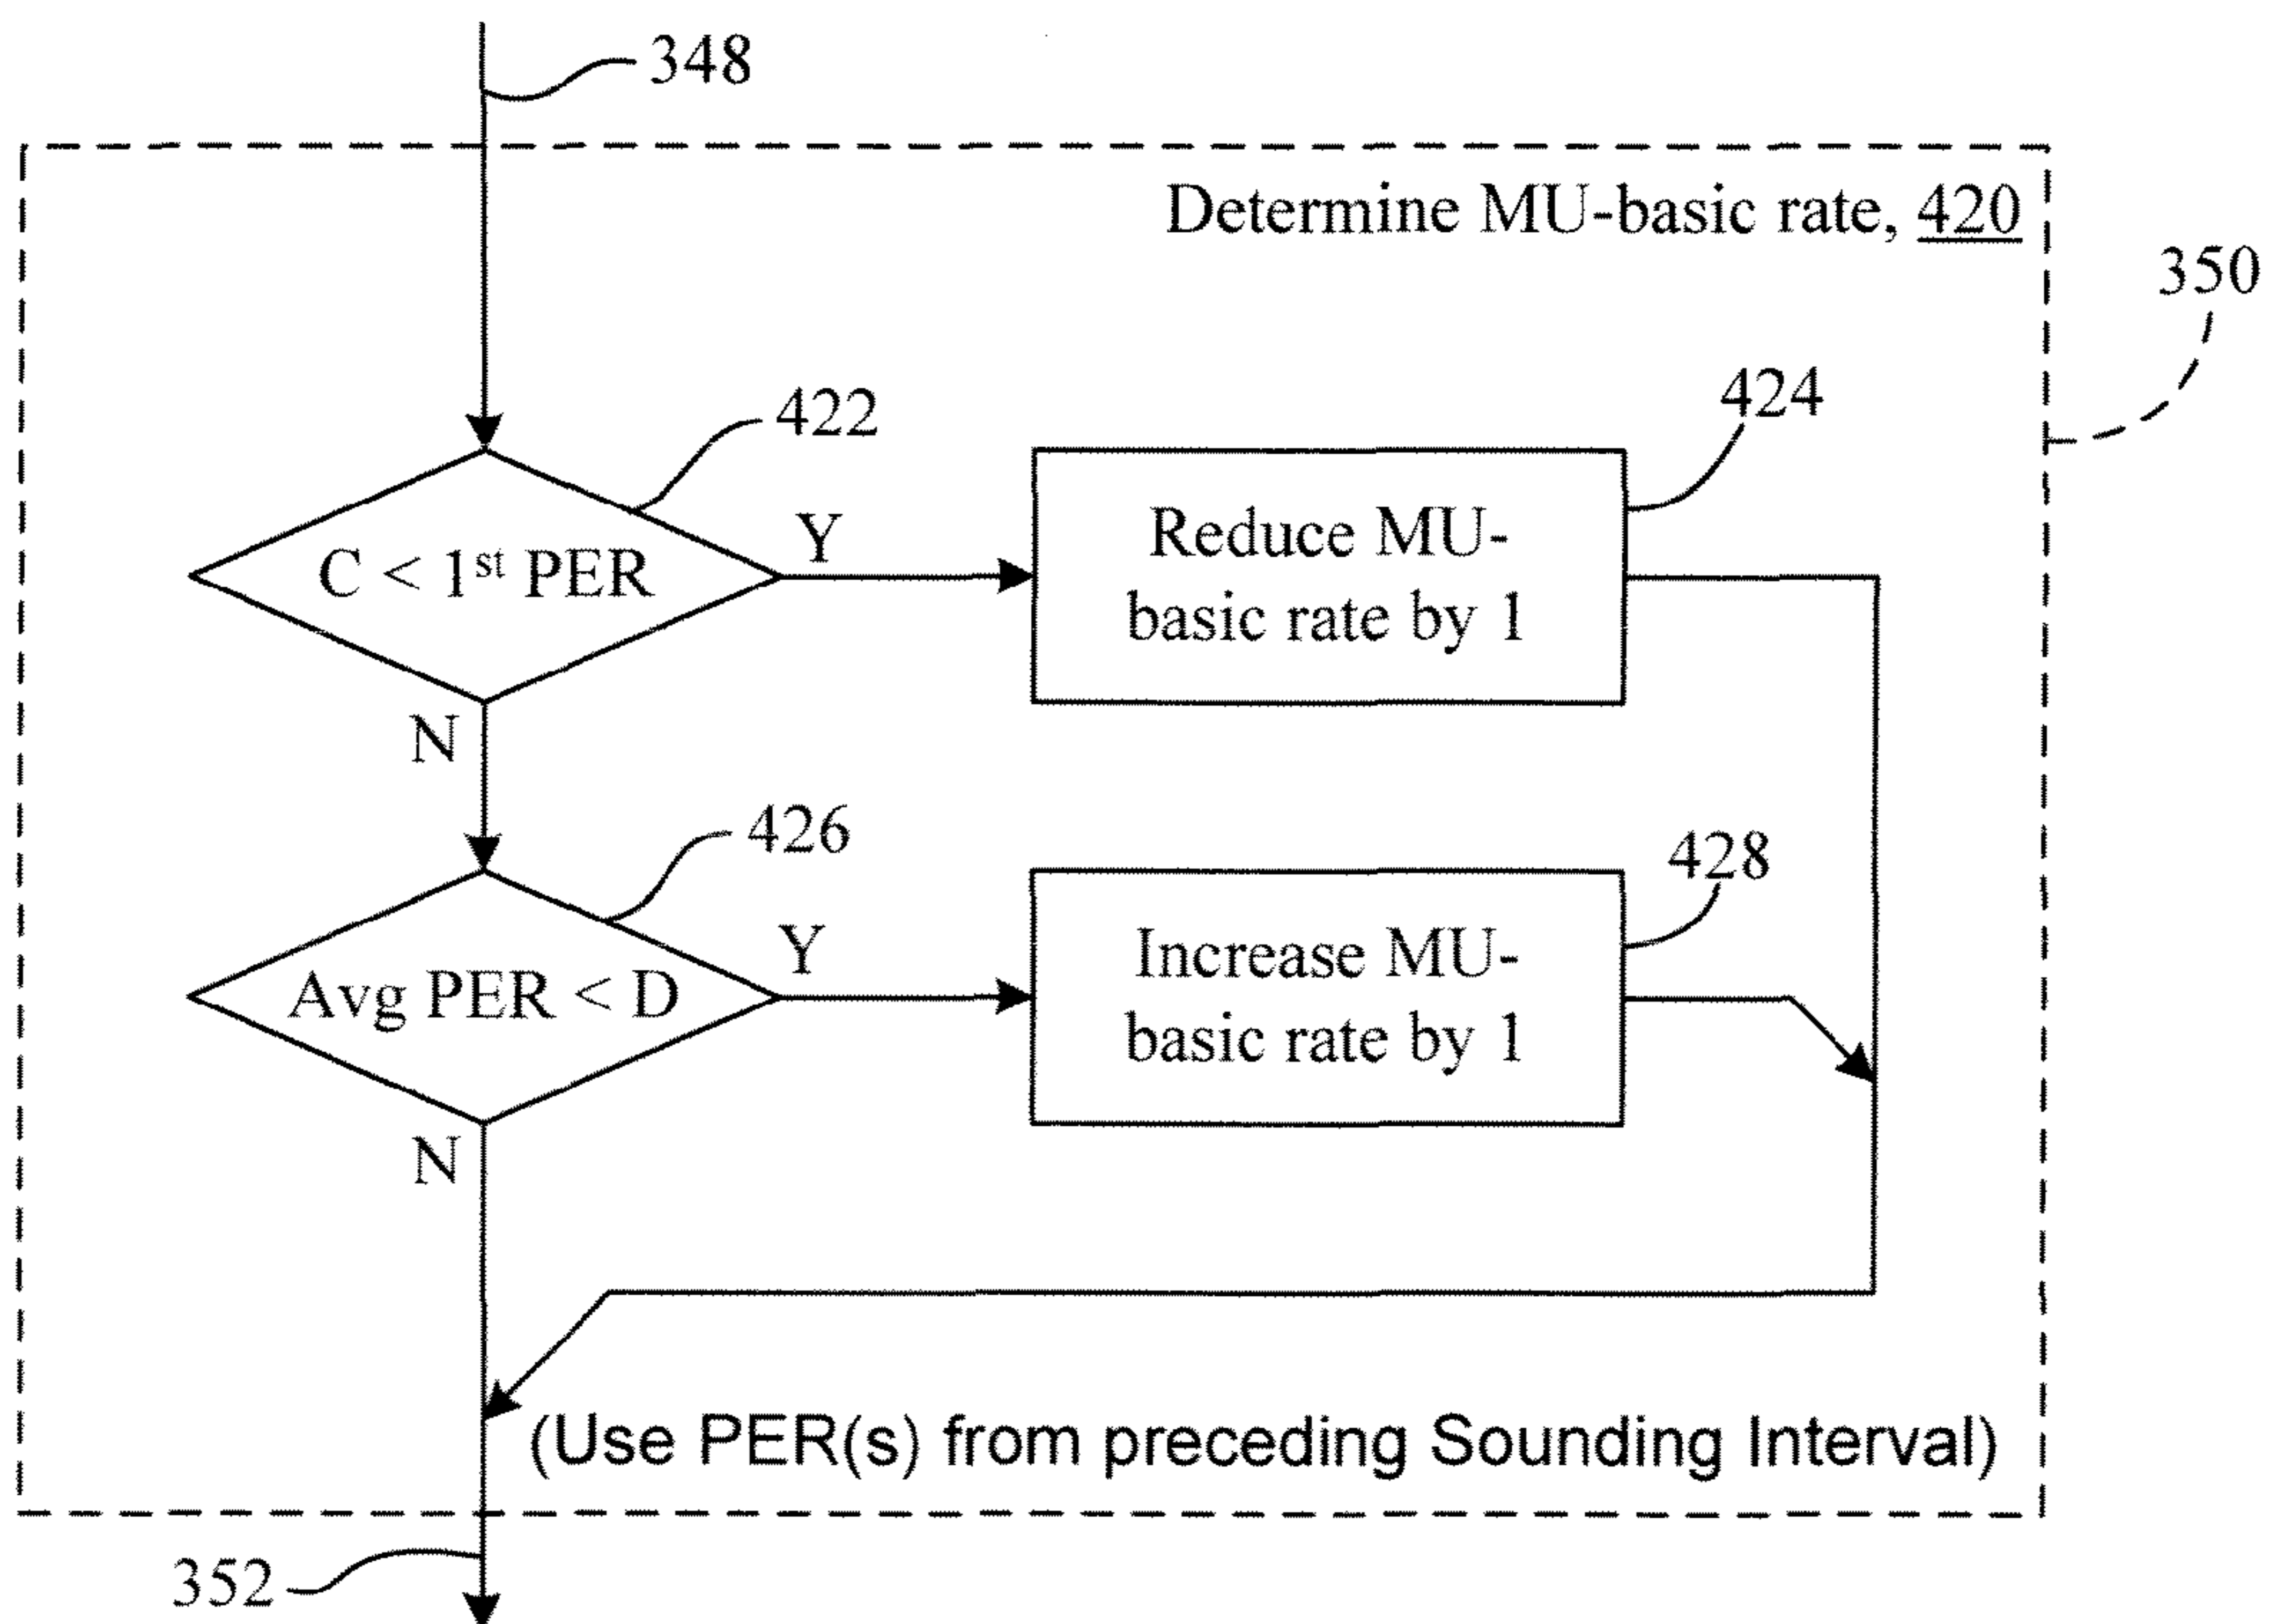 348
Determine MU-basic rate, 420
350
422
424
C < 1st PER
Y
Reduce MU-
basic rate by 1
N
426
428
Avg PER < D
Y
Increase MU-
basic rate by 1
N
(Use PER(s) from preceding Sounding Interval)
352